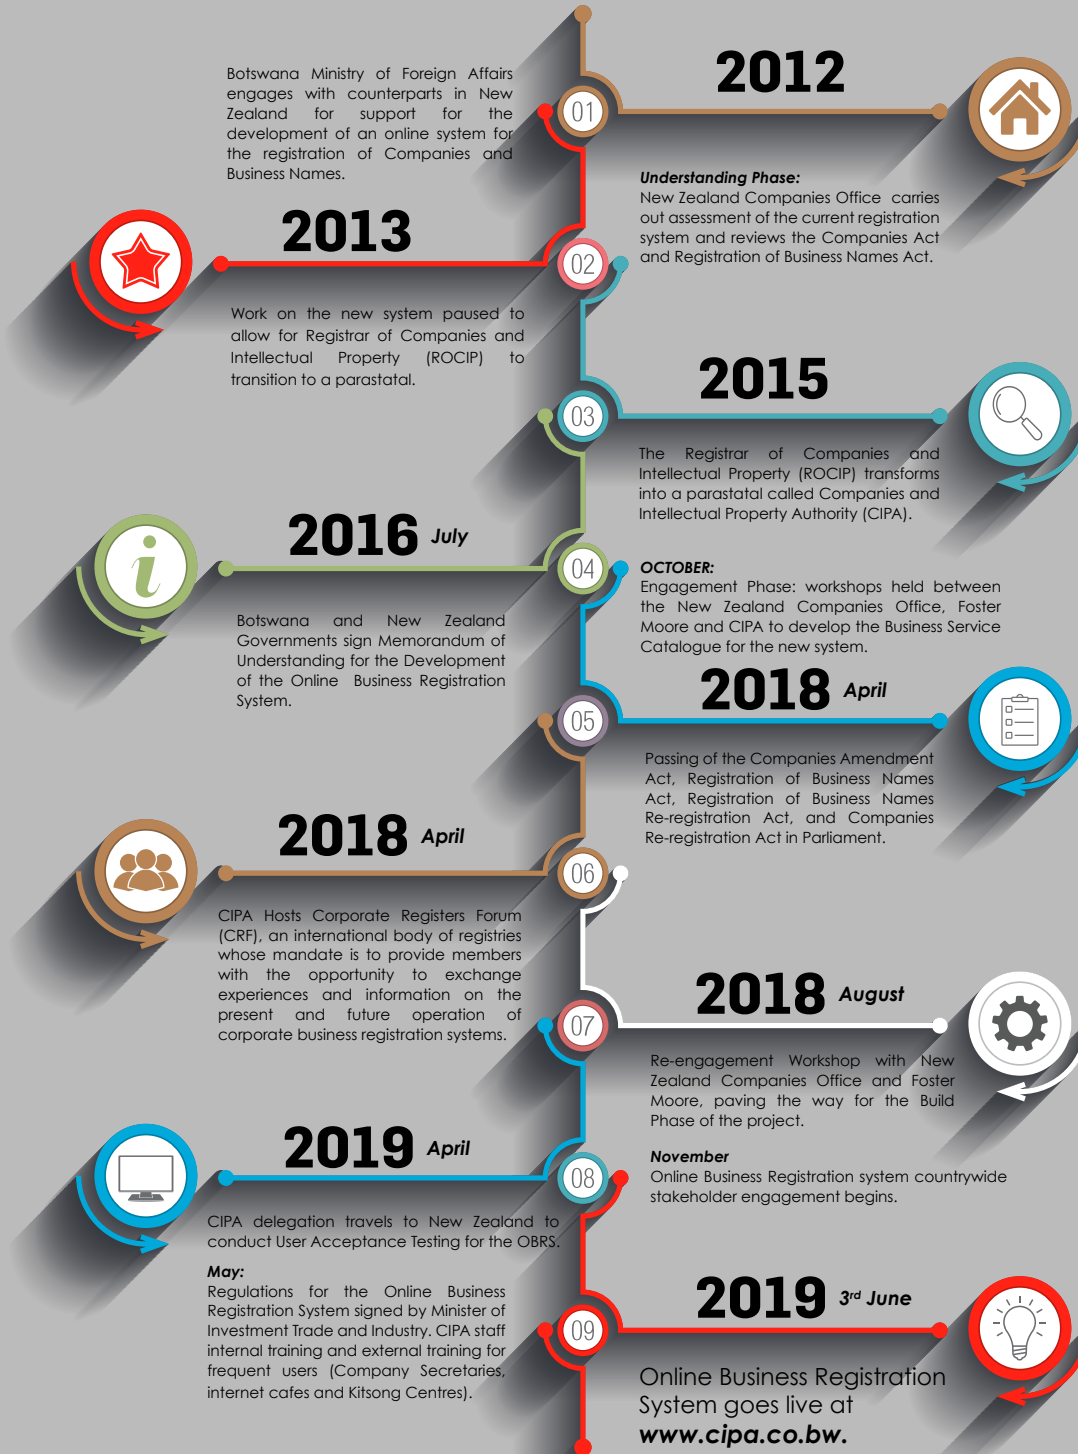 Botswana Ministry of Foreign Affairs
engages with counterparts in New
Zealand for support for the
development of an online system for
the registration of Companies and
Business Names.
2012
01
Understanding Phase:
New Zealand Companies Office carries
out assessment of the current registration
system and reviews the Companies Act
and Registration of Business Names Act.
2013
02
Work on the new system paused to
allow for Registrar of Companies and
Intellectual Property (ROCIP) to
transition to a parastatal.
2015
03
The Registrar of Companies and
Intellectual Property (ROCIP) transforms
into a parastatal called Companies and
Intellectual Property Authority (CIPA).
2016 July
i
04
Botswana and New Zealand
Governments sign Memorandum of
Understanding for the Development
of the Online Business Registration
System.
OCTOBER:
Engagement Phase: workshops held between
the New Zealand Companies Office, Foster
Moore and CIPA to develop the Business Service
Catalogue for the new system.
2018 April
05
Passing of the Companies Amendment
Act, Registration of Business Names
Act, Registration of Business Names
Re-registration Act, and Companies
Re-registration Act in Parliament.
2018 April
06
CIPA Hosts Corporate Registers Forum
(CRF), an international body of registries
whose mandate is to provide members
with the opportunity to exchange
experiences and information on the
present and future operation of
corporate business registration systems.
2018 August
07
Re-engagement Workshop with New
Zealand Companies Office and Foster
Moore, paving the way for the Build
Phase of the project.
November
Online Business Registration system countrywide
stakeholder engagement begins.
2019 April
08
CIPA delegation travels to New Zealand to
conduct User Acceptance Testing for the OBRS.
May:
Regulations for the Online Business
Registration System signed by Minister of
Investment Trade and Industry. CIPA staff
internal training and external training for
frequent users (Company Secretaries,
internet cafes and Kitsong Centres).
2019 3rd June
09
Online Business Registration
System goes live at
www.cipa.co.bw.